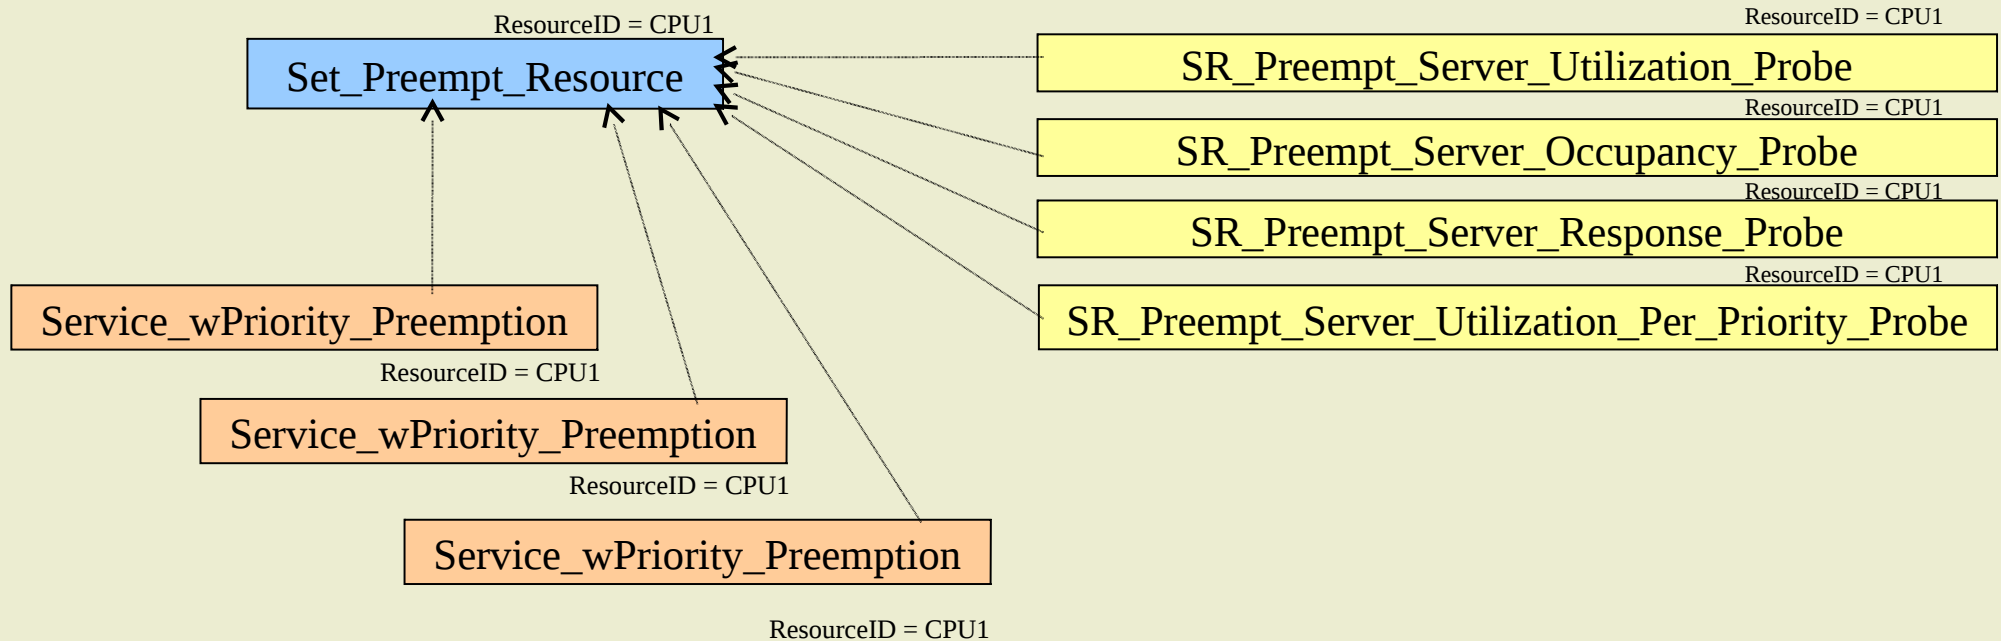 ResourceID = CPU1
Set_Preempt_Resource
ResourceID = CPU1
SR_Preempt_Server_Utilization_Probe
ResourceID = CPU1
SR_Preempt_Server_Occupancy_Probe
ResourceID = CPU1
SR_Preempt_Server_Response_Probe
ResourceID = CPU1
SR_Preempt_Server_Utilization_Per_Priority_Probe
Service_wPriority_Preemption
ResourceID = CPU1
Service_wPriority_Preemption
ResourceID = CPU1
Service_wPriority_Preemption
ResourceID = CPU1